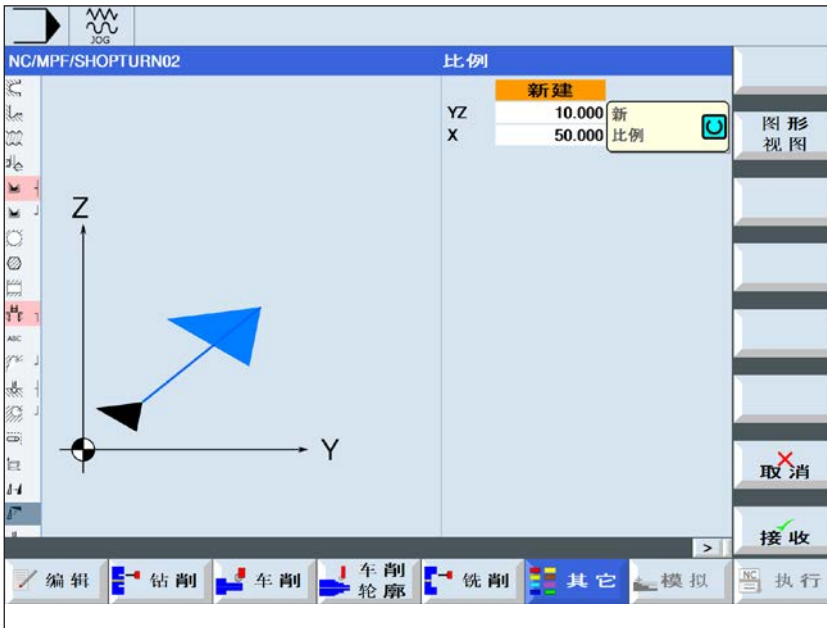 JOG
NC/MPF/SHOPTURN02
比例
新建
YZ 10.000 新
X 50.000 比例
图形
视图
ABC
Z
Y
取消
接收
>
编辑
钻削
车削
车削
轮廓
铣削
其它
模拟
NC
执行